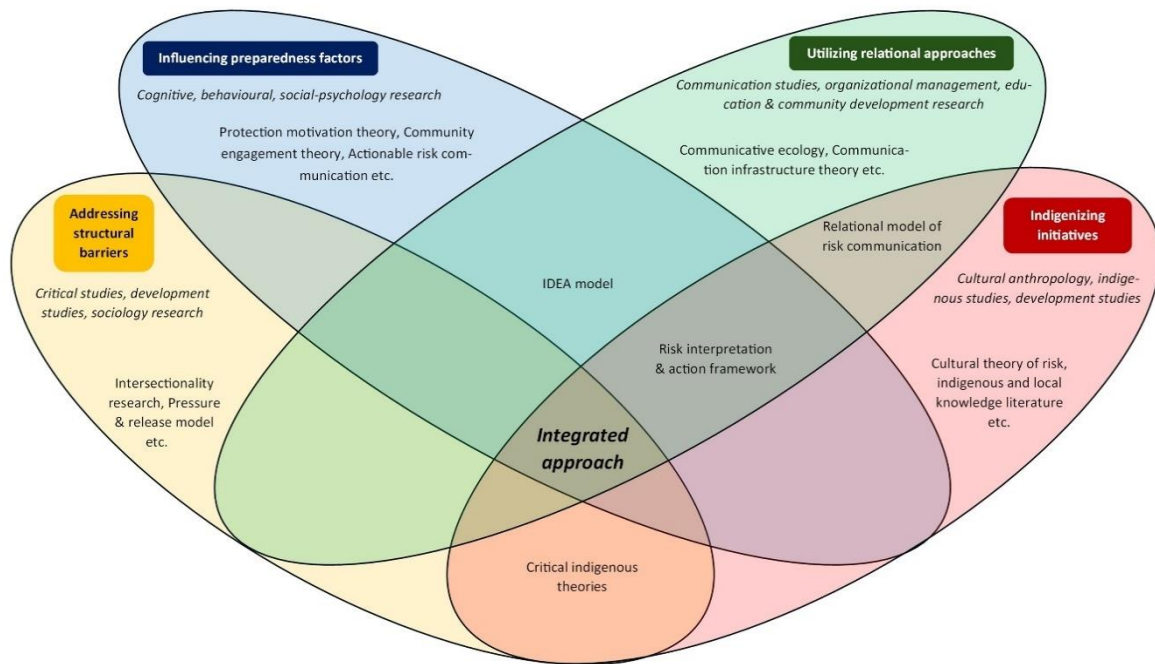 Influencing preparedness factors
Cognitive, behavioural, social-psychology research
Protection motivation theory, Community
engagement theory, Actionable risk com-
munication etc.
Utilizing relational approaches
Communication studies, organizational management, edu-
cation & community development research
Communicative ecology, Communica-
tion infrastructure theory etc.
Addressing
structural
barriers
Critical studies, development
studies, sociology research
Intersectionality
research, Pressure
& release model
etc.
IDEA model
Relational model of
risk communication
Indigenizing
initiatives
Cultural anthropology, indige-
nous studies, development studies
Cultural theory of risk,
indigenous and local
knowledge literature
etc.
Risk interpretation
& action framework
Integrated
approach
Critical indigenous
theories